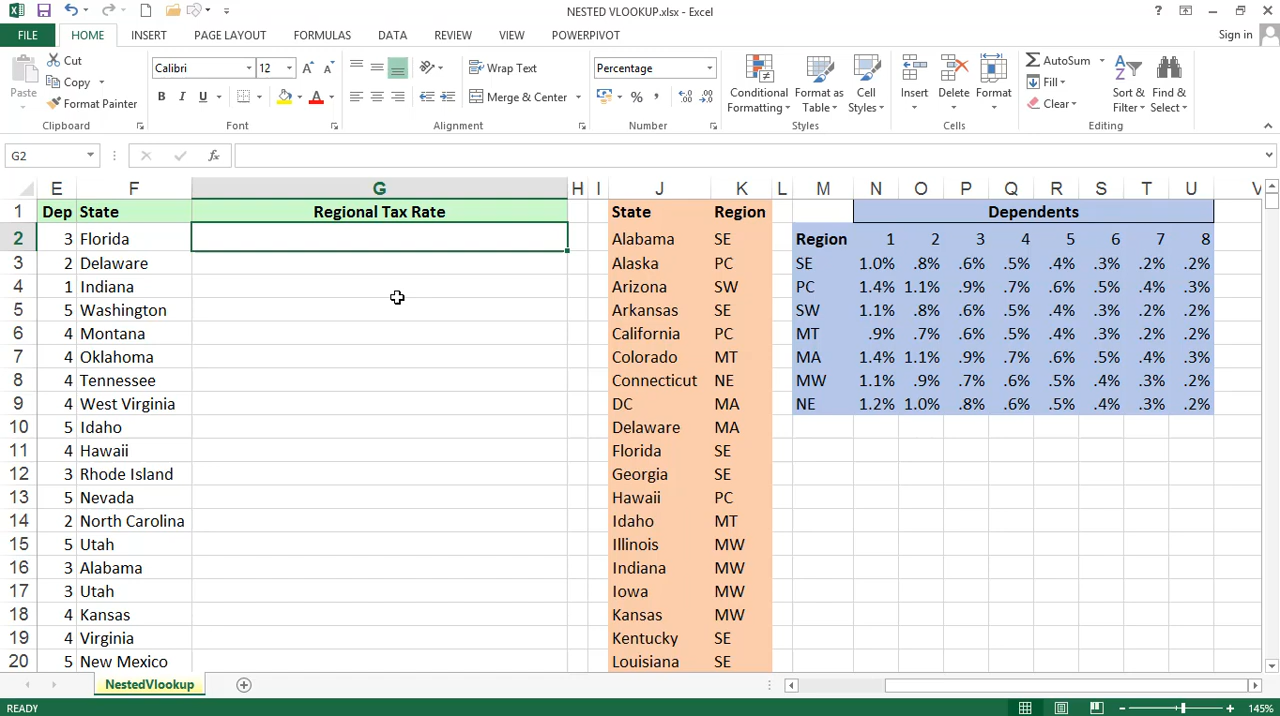 NESTED VLOOKUP.xlsx - Excel
FILE HOME INSERT PAGE LAYOUT FORMULAS DATA REVIEW VIEW POWERPIVOT Sign in
Paste Cut Copy Format Painter Clipboard
Calibri 12 B I U A Font
Wrap Text Merge & Center Alignment
Percentage % , Number
Conditional Formatting Format as Table Cell Styles Styles
Insert Delete Format Cells
AutoSum Fill Clear Sort & Filter Find & Select Editing
G2 fx
E F G H I J K L M N O P Q R S T U V
1 Dep State Regional Tax Rate State Region Dependents
2 3 Florida Alabama SE Region 1 2 3 4 5 6 7 8
3 2 Delaware Alaska PC SE 1.0% .8% .6% .5% .4% .3% .2% .2%
4 1 Indiana Arizona SW PC 1.4% 1.1% .9% .7% .6% .5% .4% .3%
5 5 Washington Arkansas SE SW 1.1% .8% .6% .5% .4% .3% .2% .2%
6 4 Montana California PC MT .9% .7% .6% .5% .4% .3% .2% .2%
7 4 Oklahoma Colorado MT MA 1.4% 1.1% .9% .7% .6% .5% .4% .3%
8 4 Tennessee Connecticut NE MW 1.1% .9% .7% .6% .5% .4% .3% .2%
9 4 West Virginia DC MA NE 1.2% 1.0% .8% .6% .5% .4% .3% .2%
10 5 Idaho Delaware MA
11 4 Hawaii Florida SE
12 3 Rhode Island Georgia SE
13 5 Nevada Hawaii PC
14 2 North Carolina Idaho MT
15 5 Utah Illinois MW
16 3 Alabama Indiana MW
17 3 Utah Iowa MW
18 4 Kansas Kansas MW
19 4 Virginia Kentucky SE
20 5 New Mexico Louisiana SE
NestedVlookup
READY 145%